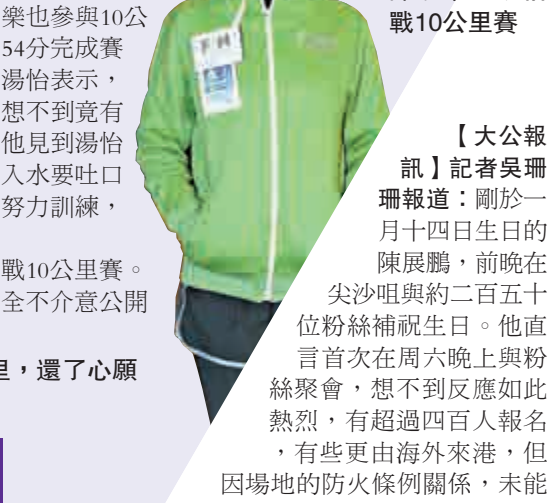 樂也參與10公
54分完成賽
湯怡表示，
想不到竟有
他見到湯怡
入水要吐口
努力訓練，
戰10公里賽。
全不介意公開
里，還了心願
戰10公里賽
【大公報
訊】記者吳珊
珊報道：剛於一
月十四日生日的
陳展鵬，前晚在
尖沙咀與約二百五十
位粉絲補祝生日。他直
言首次在周六晚上與粉
絲聚會，想不到反應如此
熱烈，有超過四百人報名
，有些更由海外來港，但
因場地的防火條例關係，未能